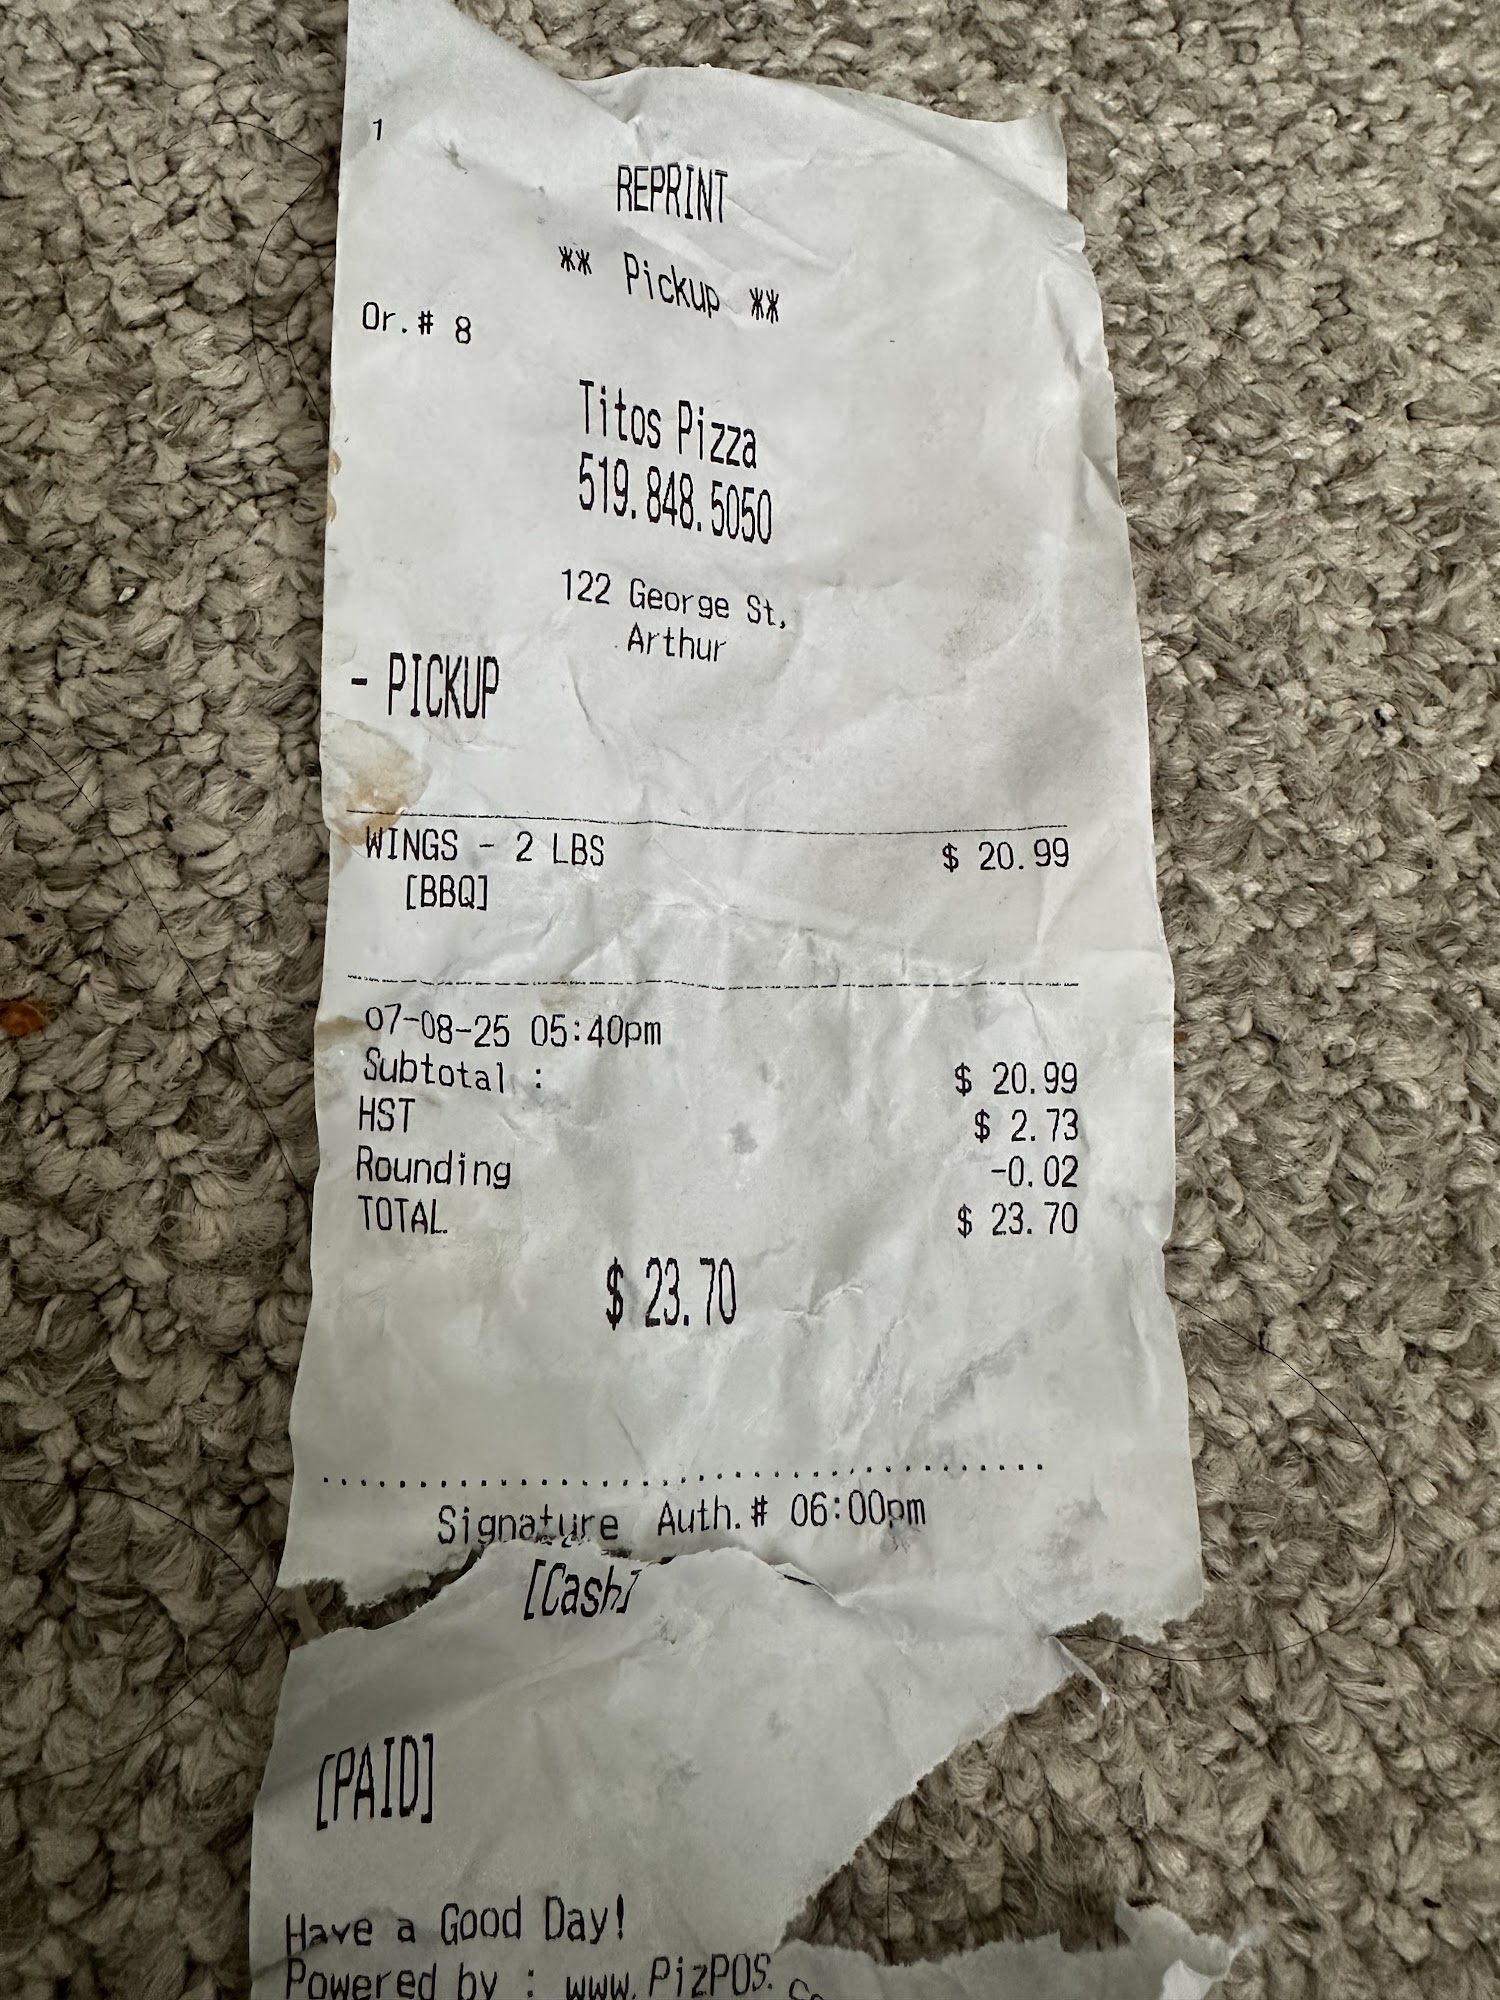 1
REPRINT
** Pickup **
Or.# 8
Titos Pizza
519.848.5050
122 George St,
Arthur
- PICKUP
WINGS - 2 LBS $ 20.99
[BBQ]
07-08-25 05:40pm
Subtotal : $ 20.99
HST $ 2.73
Rounding -0.02
TOTAL $ 23.70
$ 23.70
Signature Auth.# 06:00pm
[Cash]
[PAID]
Have a Good Day!
Powered by : www.PizPOS.